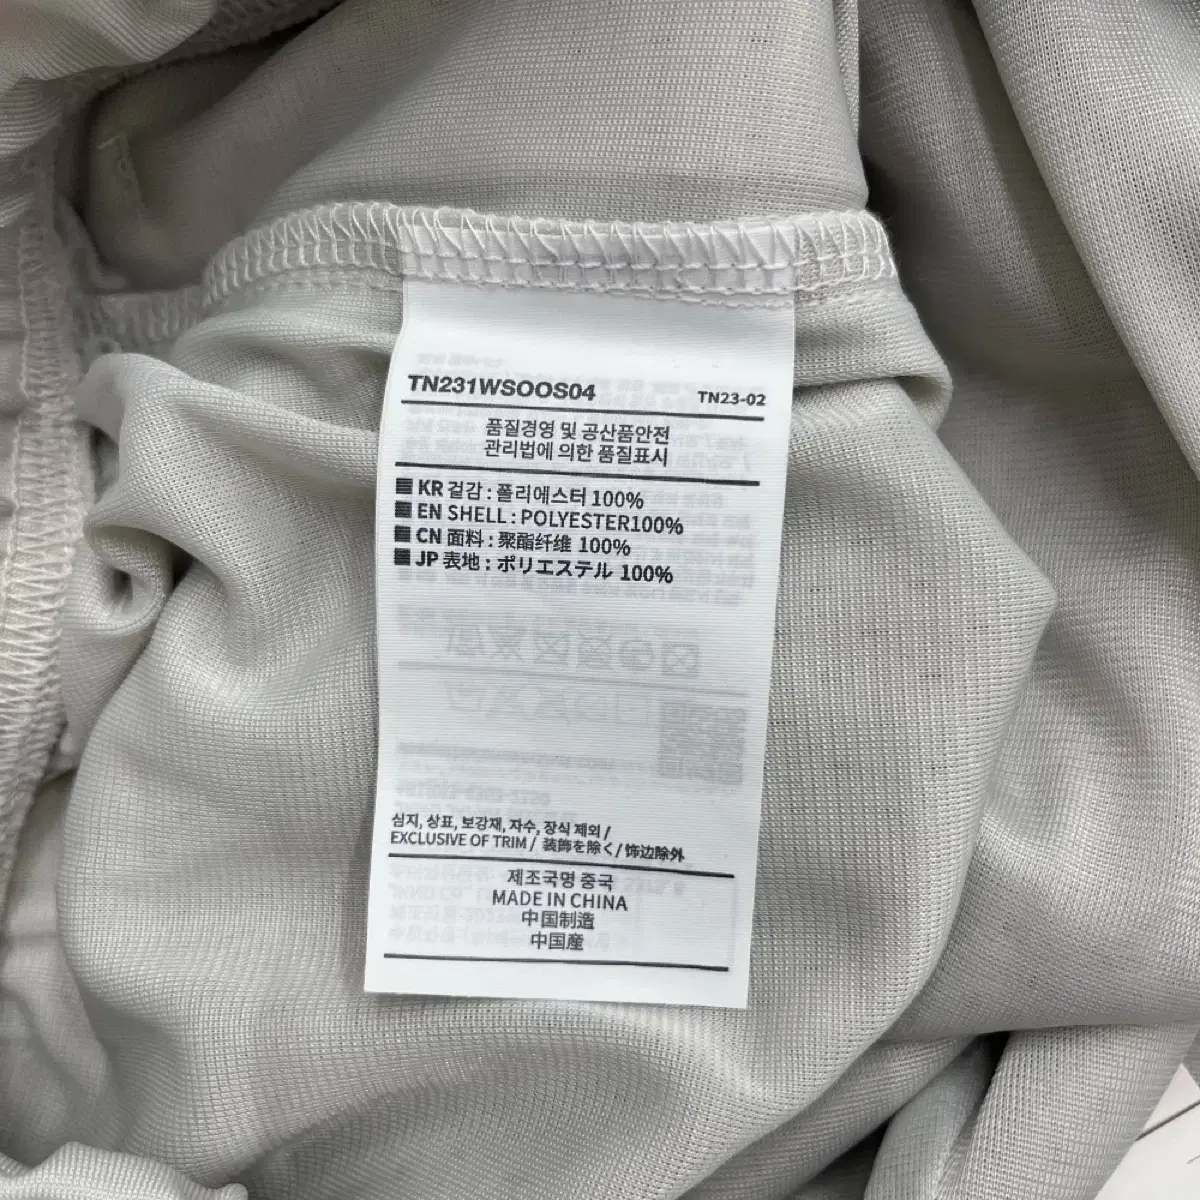 TN231WSOOS04
TN23-02
품질경영 및 공산품안전
관리법에 의한 품질표시
KR 겉감 : 폴리에스터 100%
EN SHELL : POLYESTER100%
CN 面料 : 聚酯纤维 100%
JP 表地 : ポリエステル 100%
심지, 상표, 보강재, 자수, 장식 제외 /
EXCLUSIVE OF TRIM / 装飾を除く / 饰边除外
제조국명 중국
MADE IN CHINA
中国制造
中国産